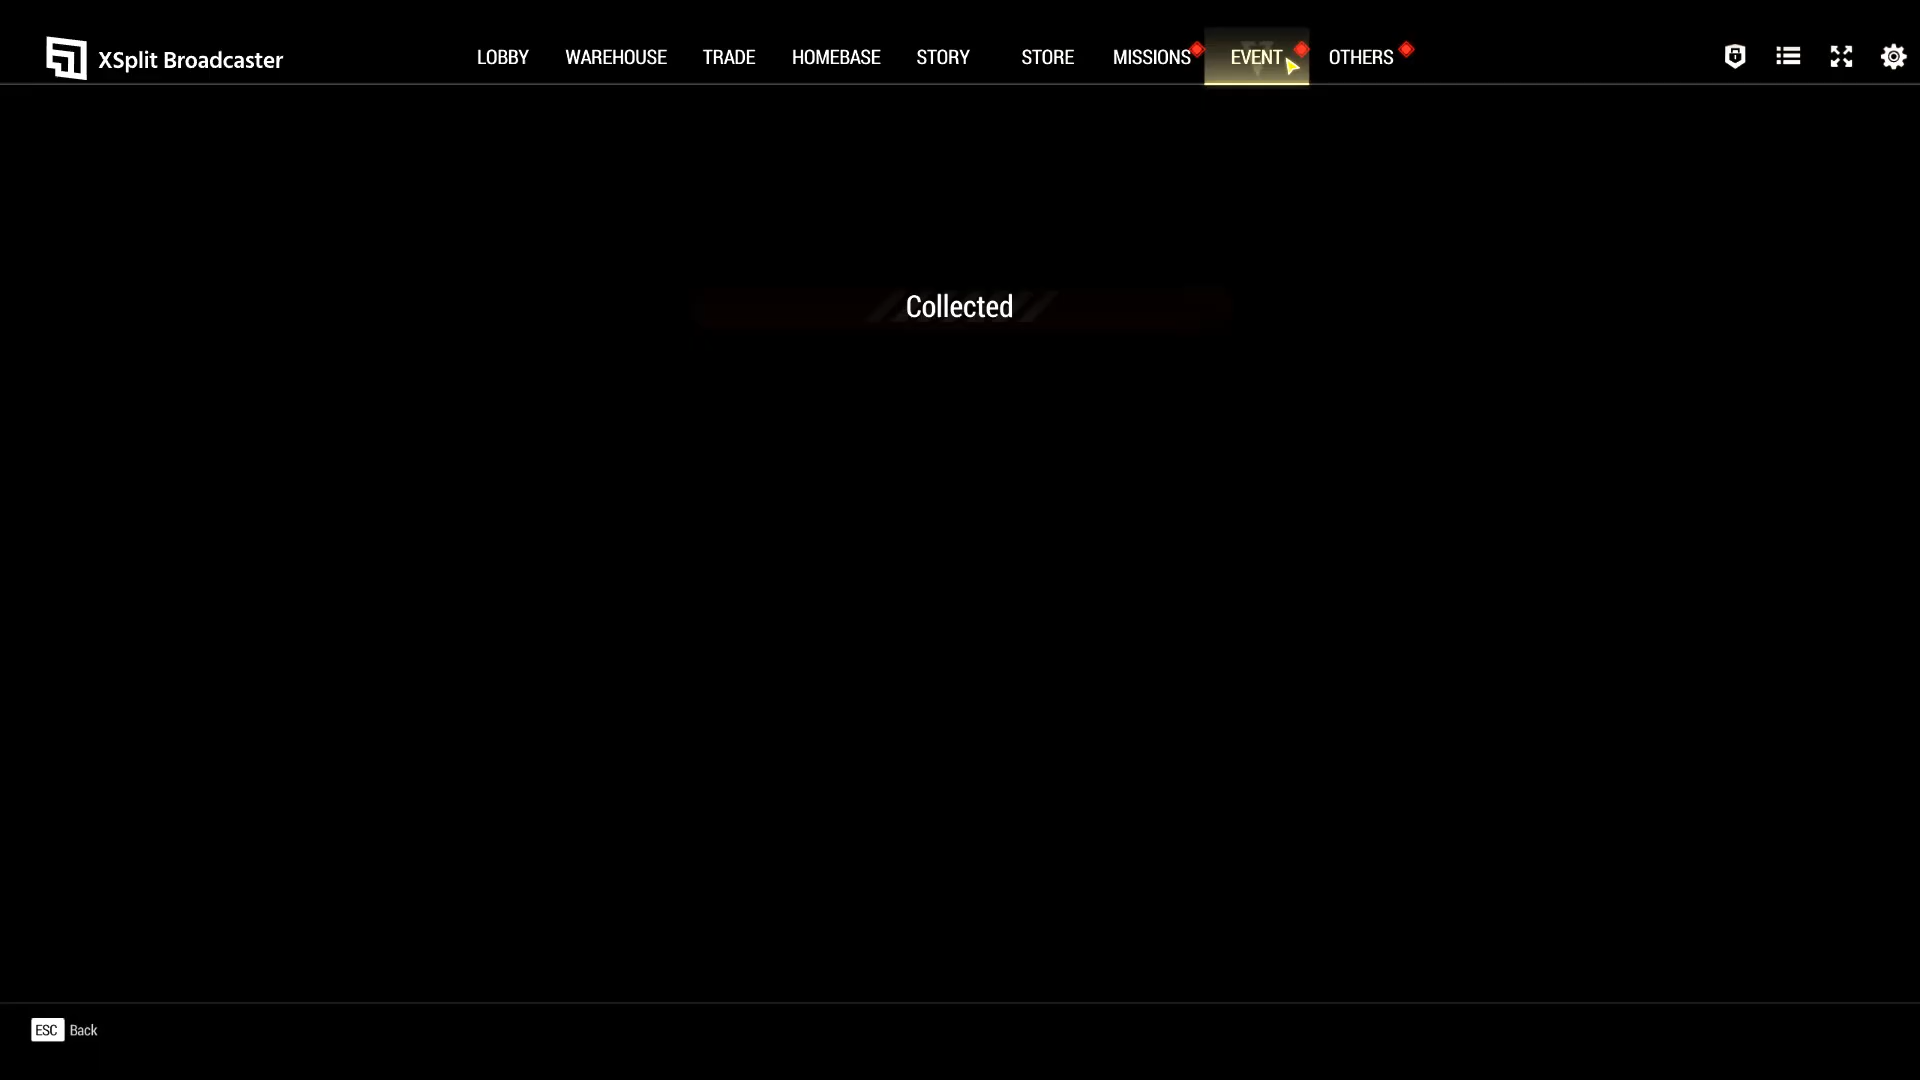 XSplit Broadcaster
LOBBY WAREHOUSE TRADE HOMEBASE STORY STORE MISSIONS EVENT OTHERS
Collected
ESC Back